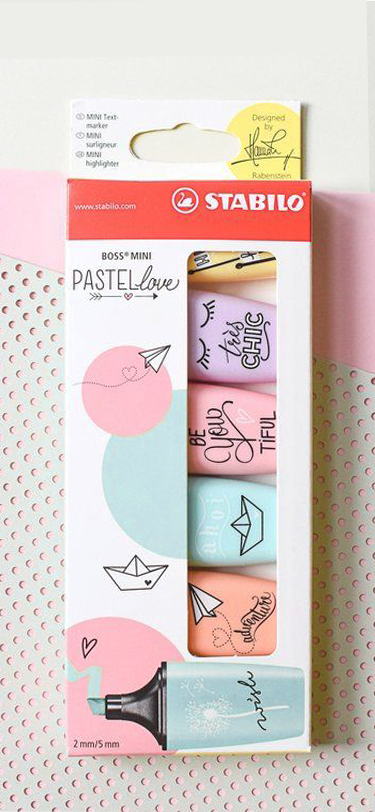 MINI Text-
marker
MINI
surligneur
MINI
highlighter
Designed
by
Rabenstein
www.stabilo.com
STABILO®
BOSS® MINI
PASTELlove
très
CHIC
BE
YOU
TIFUL
ahoi
adventure
wish
2 mm/5 mm